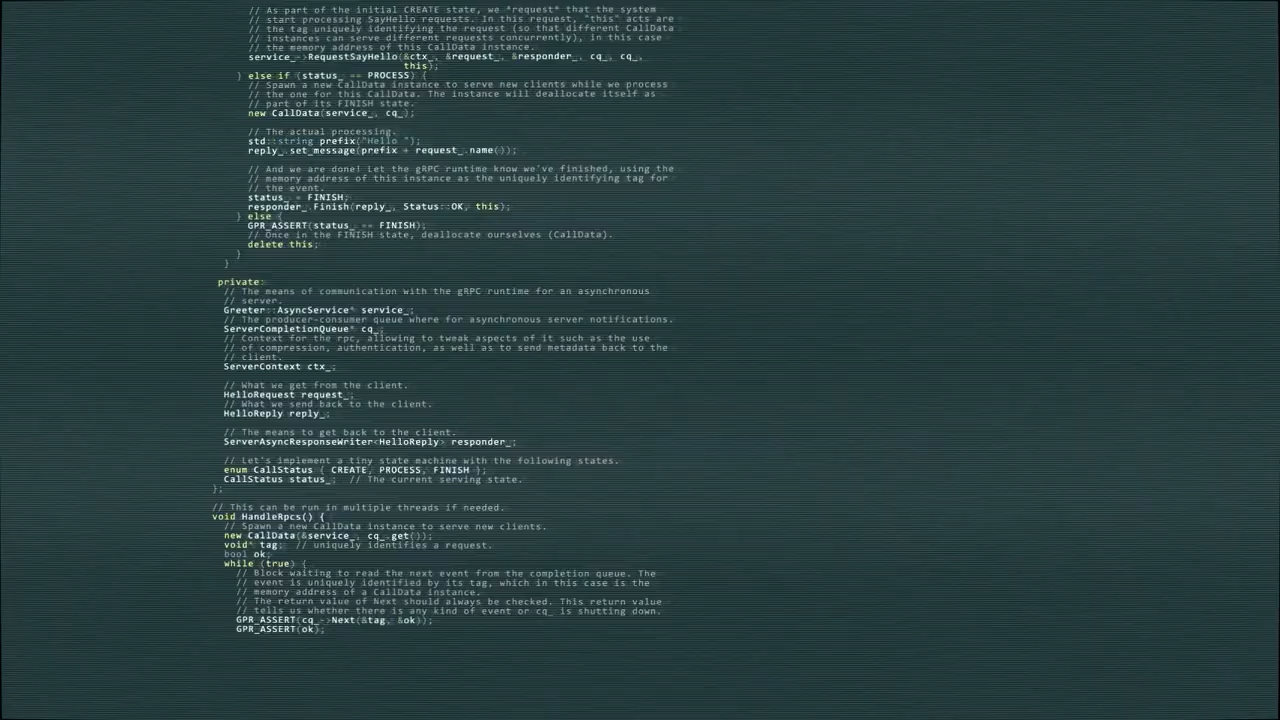 // As part of the initial CREATE state, we *request* that the system
// start processing SayHello requests. In this request, "this" acts are
// the tag uniquely identifying the request (so that different CallData
// instances can serve different requests concurrently), in this case
// the memory address of this CallData instance.
service_->RequestSayHello(&ctx_, &request_, &responder_, cq_, cq_,
this);
} else if (status_ == PROCESS) {
// Spawn a new CallData instance to serve new clients while we process
// the one for this CallData. The instance will deallocate itself as
// part of its FINISH state.
new CallData(service_, cq_);
// The actual processing.
std::string prefix("Hello ");
reply_.set_message(prefix + request_.name());
// And we are done! Let the gRPC runtime know we've finished, using the
// memory address of this instance as the uniquely identifying tag for
// the event.
status_ = FINISH;
responder_.Finish(reply_, Status::OK, this);
} else {
GPR_ASSERT(status_ == FINISH);
// Once in the FINISH state, deallocate ourselves (CallData).
delete this;
}
}
private:
// The means of communication with the gRPC runtime for an asynchronous
// server.
Greeter::AsyncService* service_;
// The producer-consumer queue where for asynchronous server notifications.
ServerCompletionQueue* cq_;
// Context for the rpc, allowing to tweak aspects of it such as the use
// of compression, authentication, as well as to send metadata back to the
// client.
ServerContext ctx_;
// What we get from the client.
HelloRequest request_;
// What we send back to the client.
HelloReply reply_;
// The means to get back to the client.
ServerAsyncResponseWriter<HelloReply> responder_;
// Let's implement a tiny state machine with the following states.
enum CallStatus { CREATE, PROCESS, FINISH };
CallStatus status_; // The current serving state.
};
// This can be run in multiple threads if needed.
void HandleRpcs() {
// Spawn a new CallData instance to serve new clients.
new CallData(&service_, cq_.get());
void* tag; // uniquely identifies a request.
bool ok;
while (true) {
// Block waiting to read the next event from the completion queue. The
// event is uniquely identified by its tag, which in this case is the
// memory address of a CallData instance.
// The return value of Next should always be checked. This return value
// tells us whether there is any kind of event or cq_ is shutting down.
GPR_ASSERT(cq_->Next(&tag, &ok));
GPR_ASSERT(ok);